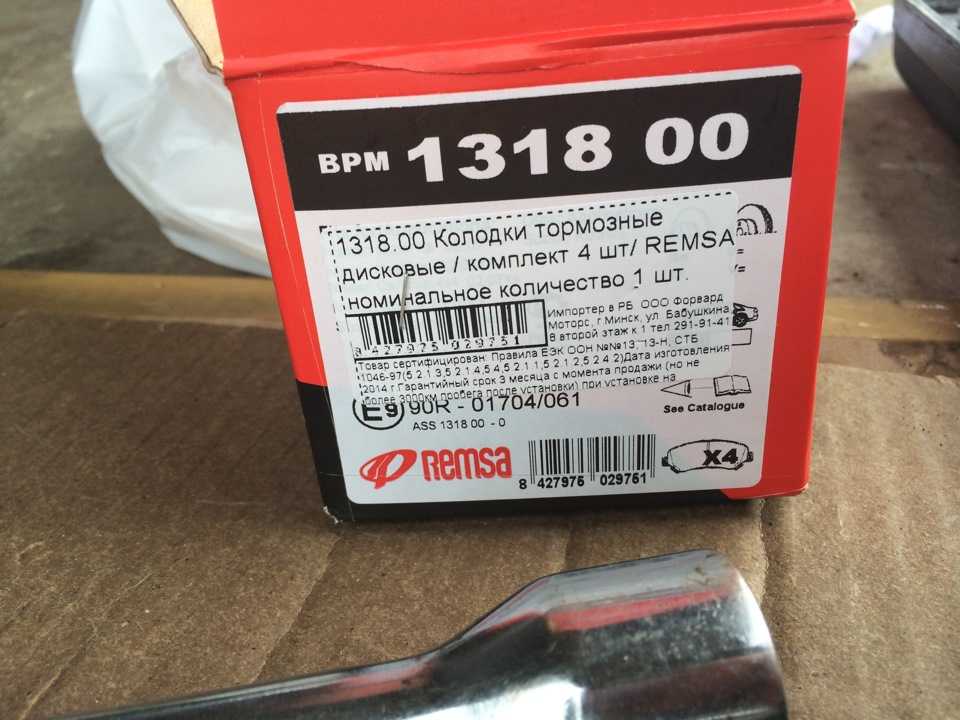 BPM 1318 00
1318.00 Колодки тормозные
дисковые / комплект 4 шт/ REMSA
номинальное количество 1 шт.
Импортер в РБ ООО Форвард
Моторс, г.Минск, ул. Бабушкина,
8 второй этаж к 1 тел 291-91-41
8 427975 029751
Товар сертифицирован: Правила ЕЭК ООН №№13, 13-Н, СТБ
1046-97(5.2.1.3,5.2.1.4,5.4,5.2.1.1,5.2.1.2,5.2.4.2)Дата изготовления
2014 г.Гарантийный срок 3 месяца с момента продажи (но не
более 3000км пробега после установки) при установке на
E9 90R - 01704/061
ASS 1318 00 - 0
See Catalogue
Remsa
8 427975 029751
X4